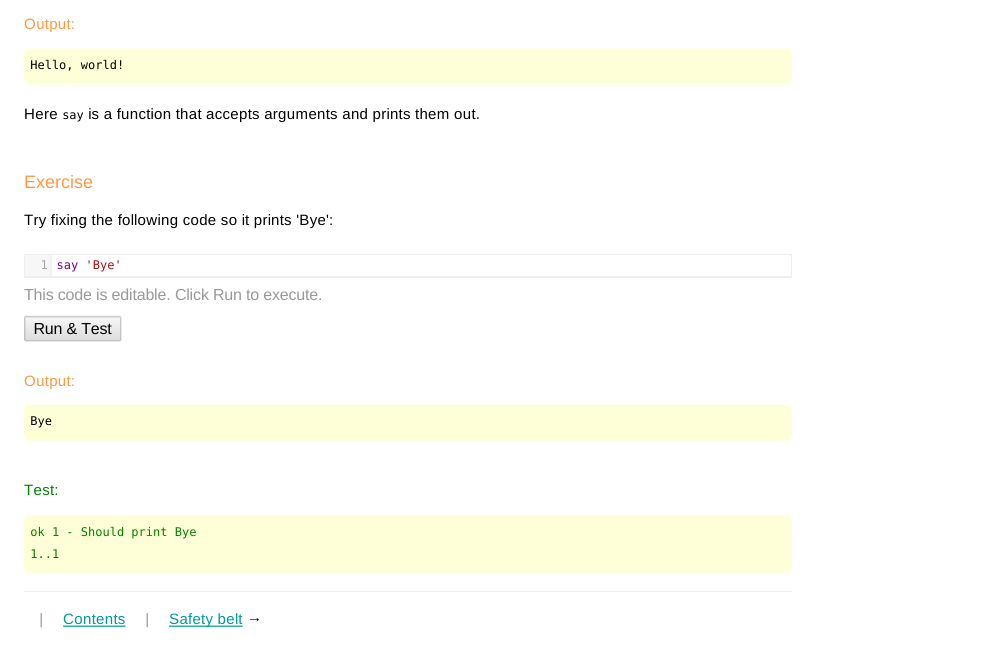 Output:
Hello, world!
Here say is a function that accepts arguments and prints them out.
Exercise
Try fixing the following code so it prints 'Bye':
1 say 'Bye'
This code is editable. Click Run to execute.
Run & Test
Output:
Bye
Test:
ok 1 - Should print Bye
1..1
| Contents | Safety belt →